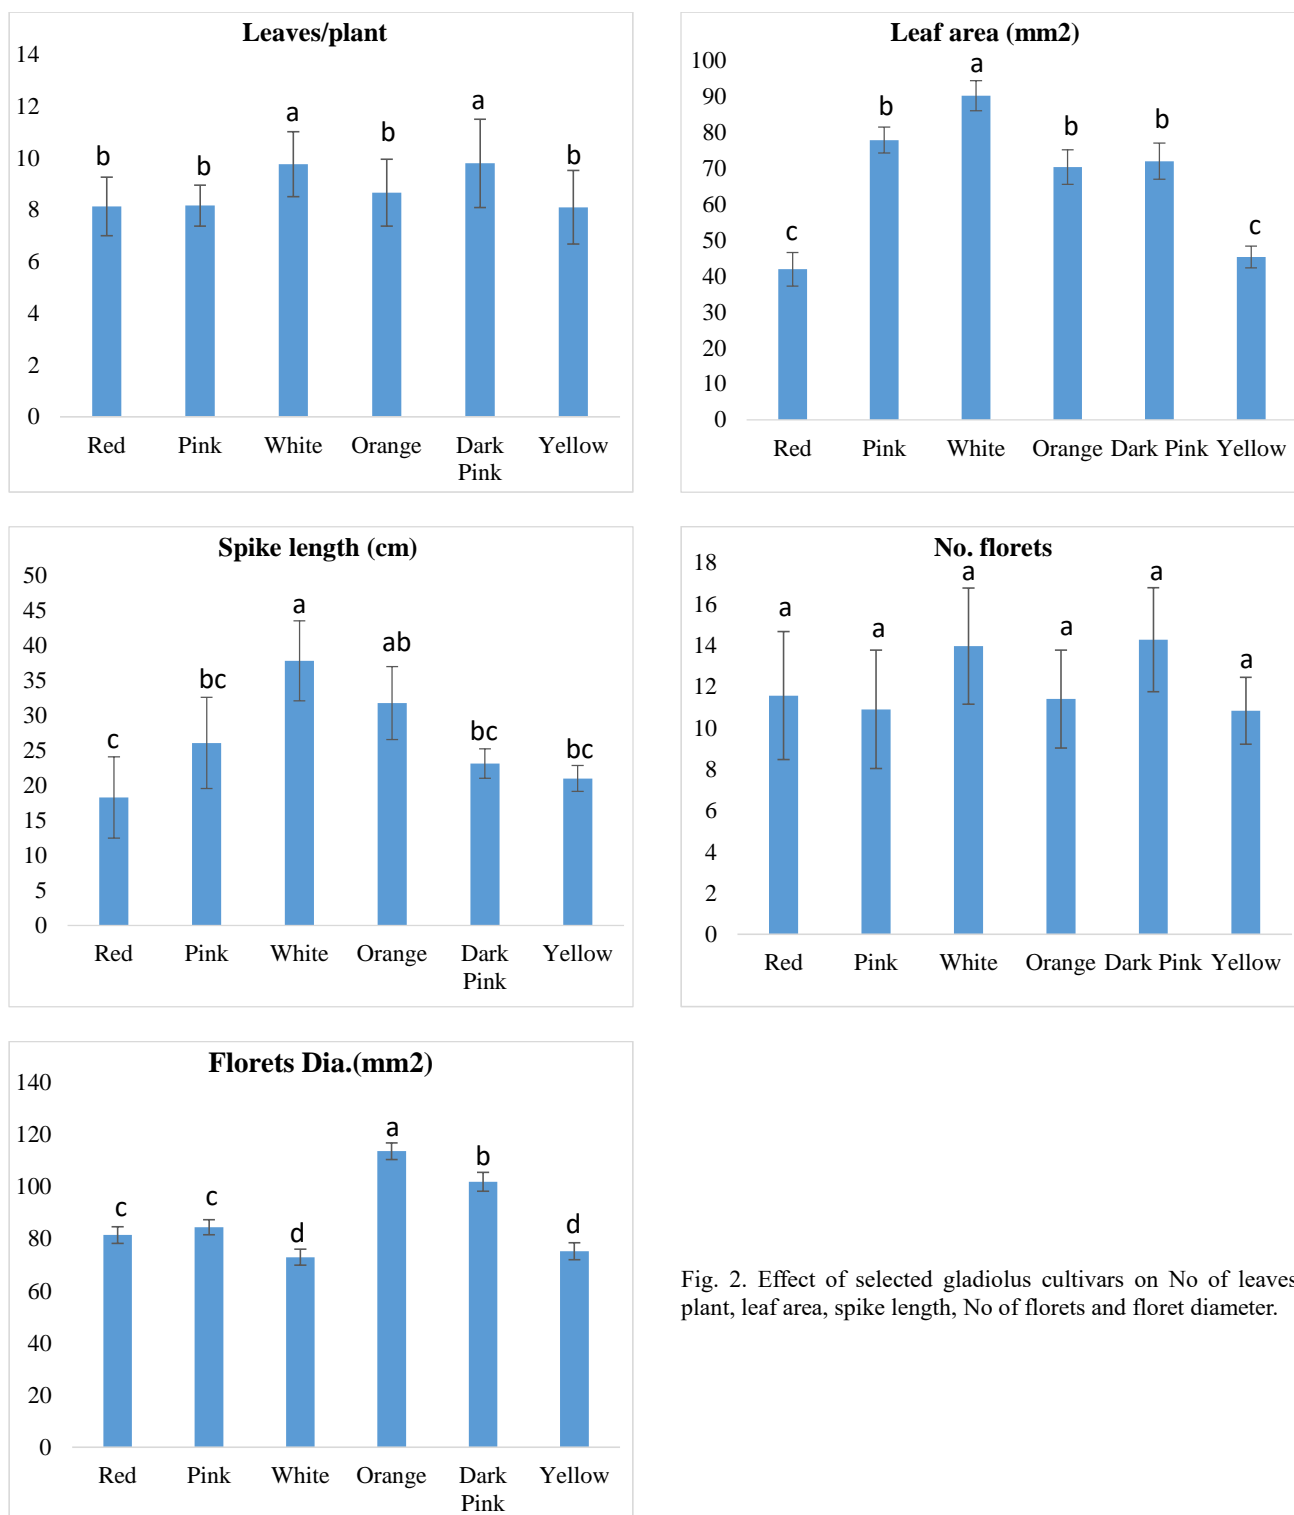 Leaves/plant
14
12
10
8
6
4
2
0
b
b
a
b
a
b
Red
Pink
White
Orange
Dark
Pink
Yellow
Leaf area (mm2)
100
90
80
70
60
50
40
30
20
10
0
c
b
a
b
b
c
Red
Pink
White
Orange
Dark Pink
Yellow
Spike length (cm)
50
45
40
35
30
25
20
15
10
5
0
c
bc
a
ab
bc
bc
Red
Pink
White
Orange
Dark
Pink
Yellow
No. florets
18
16
14
12
10
8
6
4
2
0
a
a
a
a
a
a
Red
Pink
White
Orange
Dark Pink
Yellow
Florets Dia.(mm2)
140
120
100
80
60
40
20
0
c
c
d
a
b
d
Red
Pink
White
Orange
Dark
Pink
Yellow
Fig. 2. Effect of selected gladiolus cultivars on No of leaves
plant, leaf area, spike length, No of florets and floret diameter.